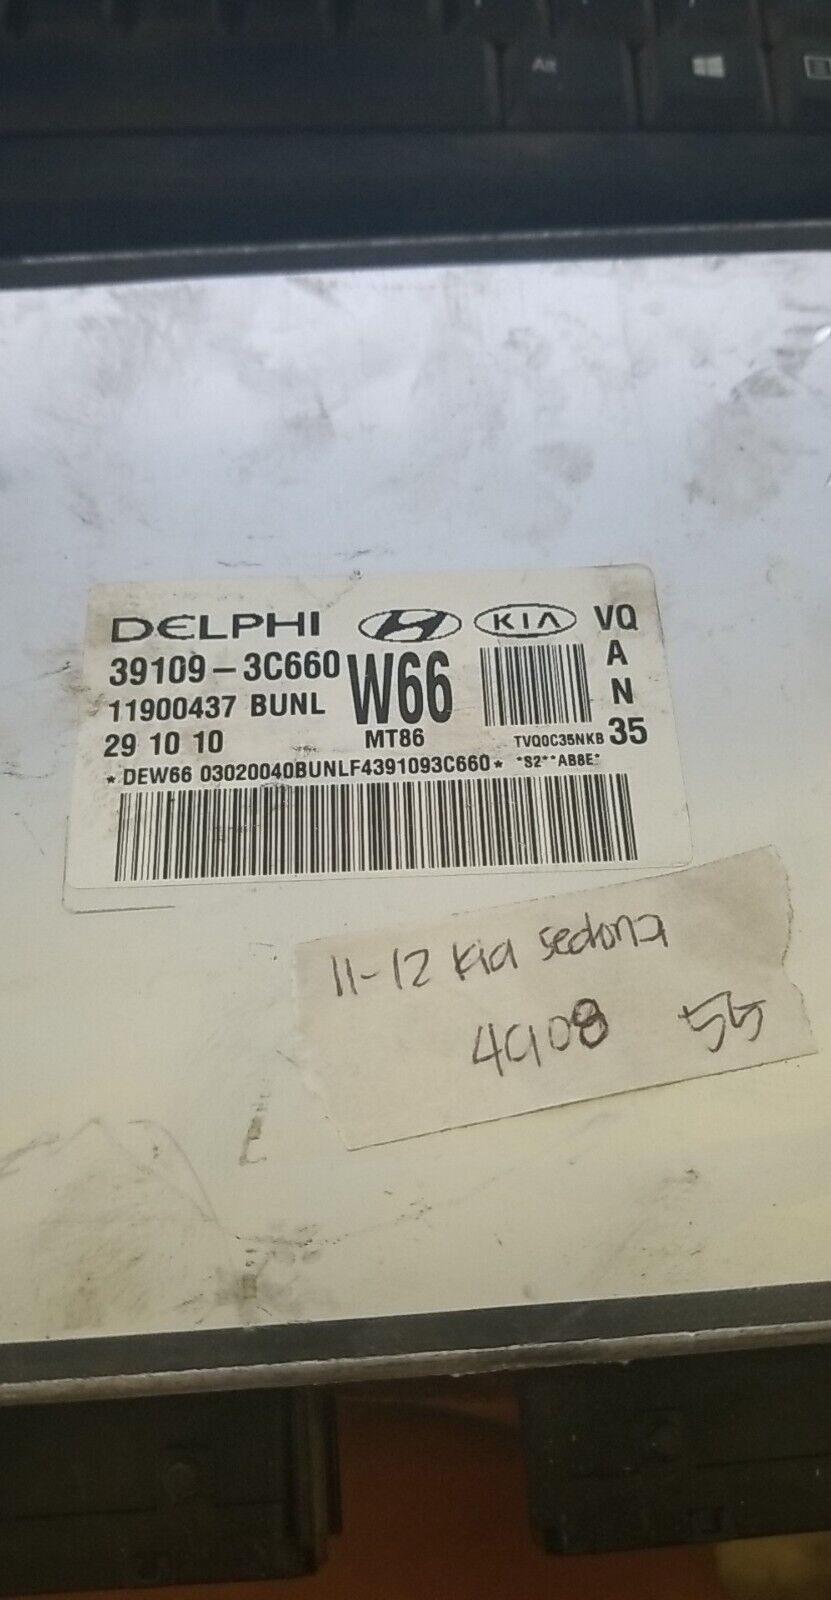 Alt
DELPHI KIA VQ
39109-3C660 W66 A
11900437 BUNL N
29 10 10 MT86 TVQ0C35NKB 35
*DEW66 03020040BUNLF4391093C660* *S2**AB8E*
11-12 Kia Sedona
4908 55